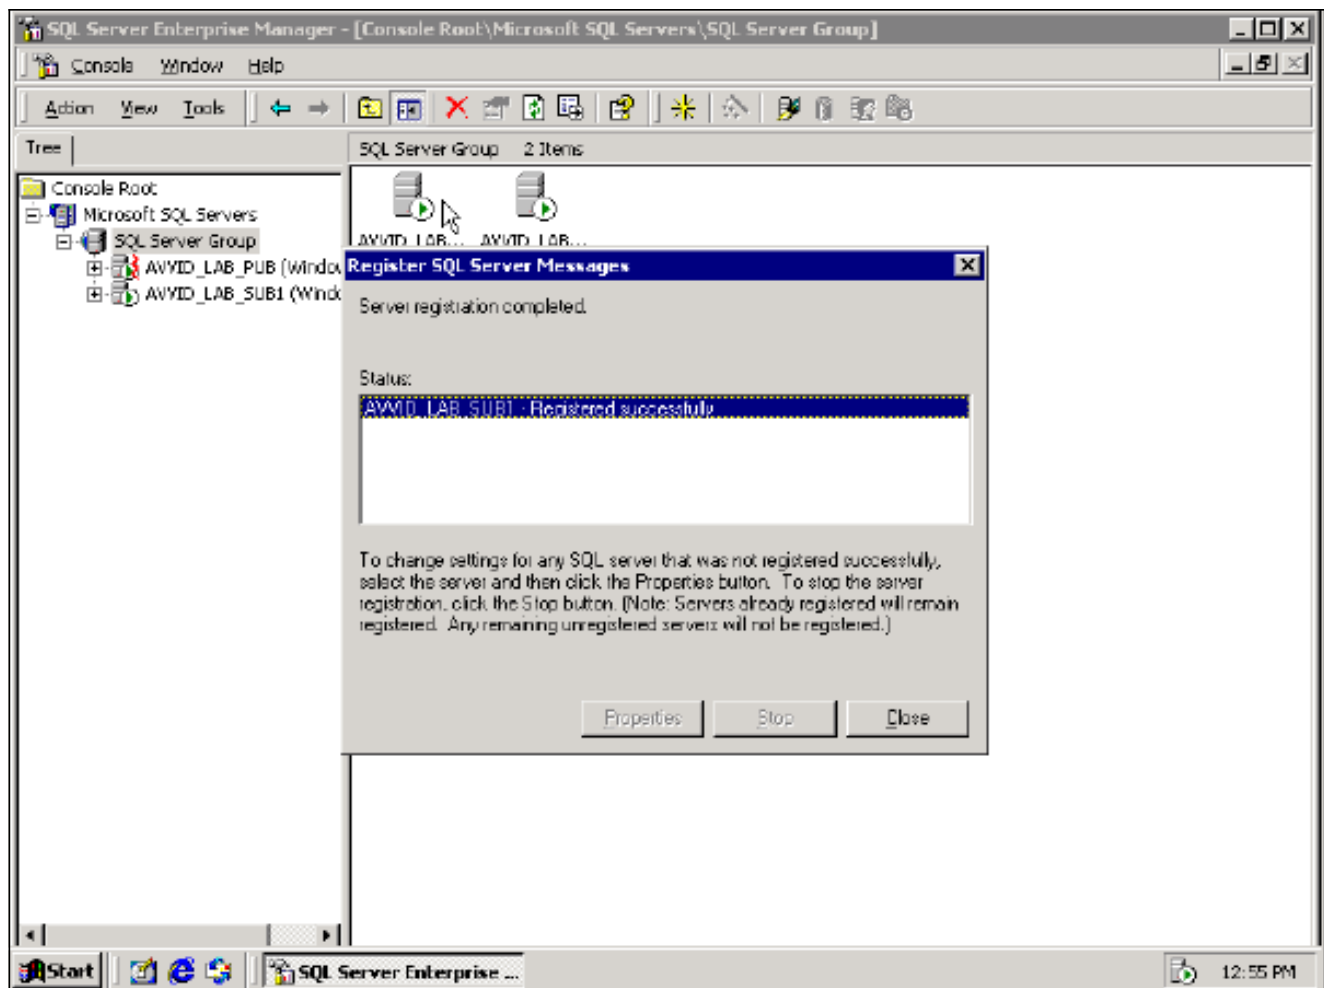 SQL Server Enterprise Manager - [Console Root\Microsoft SQL Servers\SQL Server Group]
Console Window Help
Action View Tools
Tree
SQL Server Group 2 Items
Console Root
Microsoft SQL Servers
SQL Server Group
AVVID_LAB_PUB (Window
AVVID_LAB_SUB1 (Windo
AVVID_LAB... AVVID_LAB...
Register SQL Server Messages
Server registration completed.
Status:
AVVID_LAB_SUB1 - Registered successfully
To change settings for any SQL server that was not registered successfully,
select the server and then click the Properties button. To stop the server
registration, click the Stop button. (Note: Servers already registered will remain
registered. Any remaining unregistered servers will not be registered.)
Properties Stop Close
Start SQL Server Enterprise ... 12:55 PM